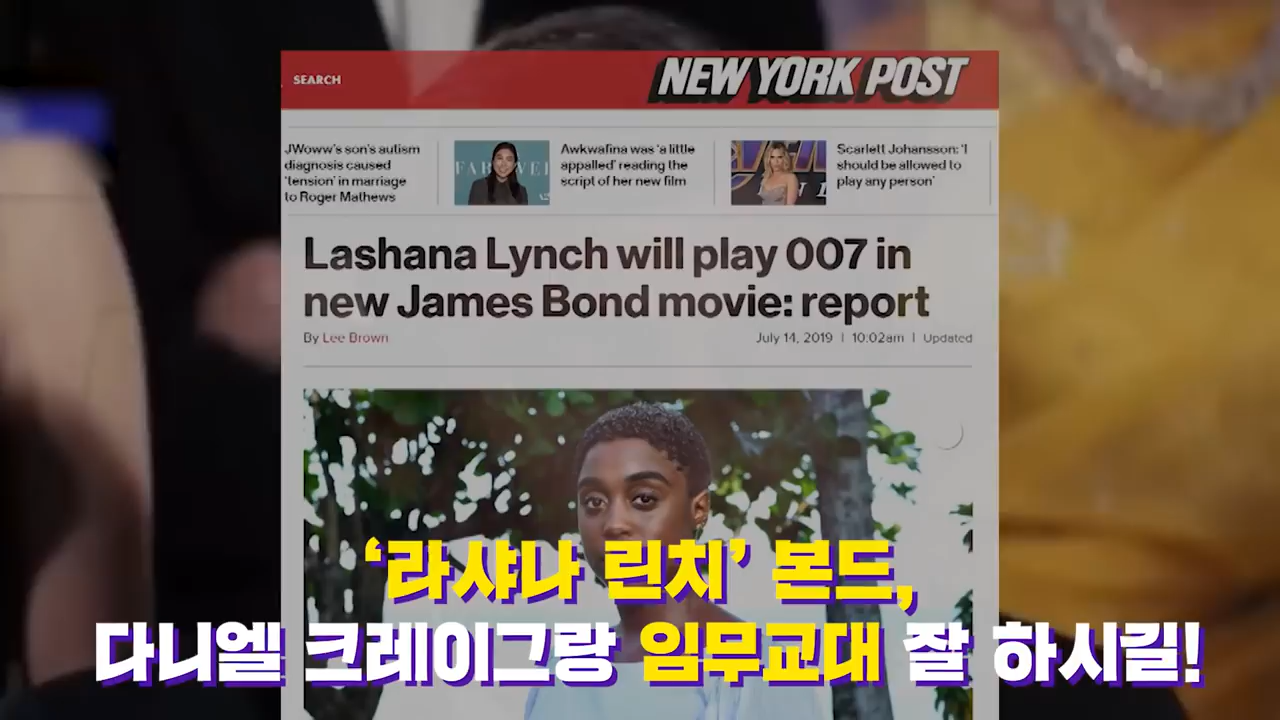 SEARCH
NEW YORK POST
JWoww's son's autism
diagnosis caused
'tension' in marriage
to Roger Mathews
Awkwafina was 'a little
appalled' reading the
script of her new film
Scarlett Johansson: 'I
should be allowed to
play any person'
Lashana Lynch will play 007 in
new James Bond movie: report
By Lee Brown
July 14, 2019 | 10:02am | Updated
‘라샤나 린치’ 본드,
다니엘 크레이그랑 임무교대 잘 하시길!